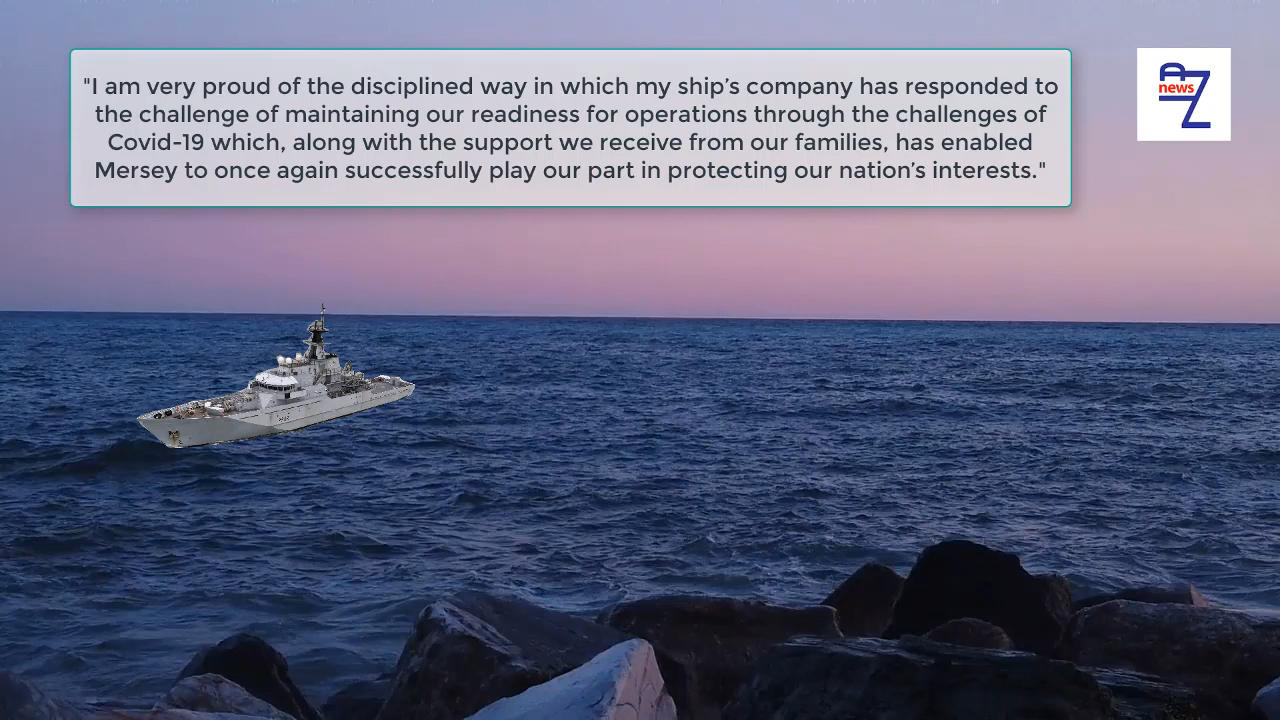 "I am very proud of the disciplined way in which my ship’s company has responded to
the challenge of maintaining our readiness for operations through the challenges of
Covid-19 which, along with the support we receive from our families, has enabled
Mersey to once again successfully play our part in protecting our nation’s interests."
AZ
news